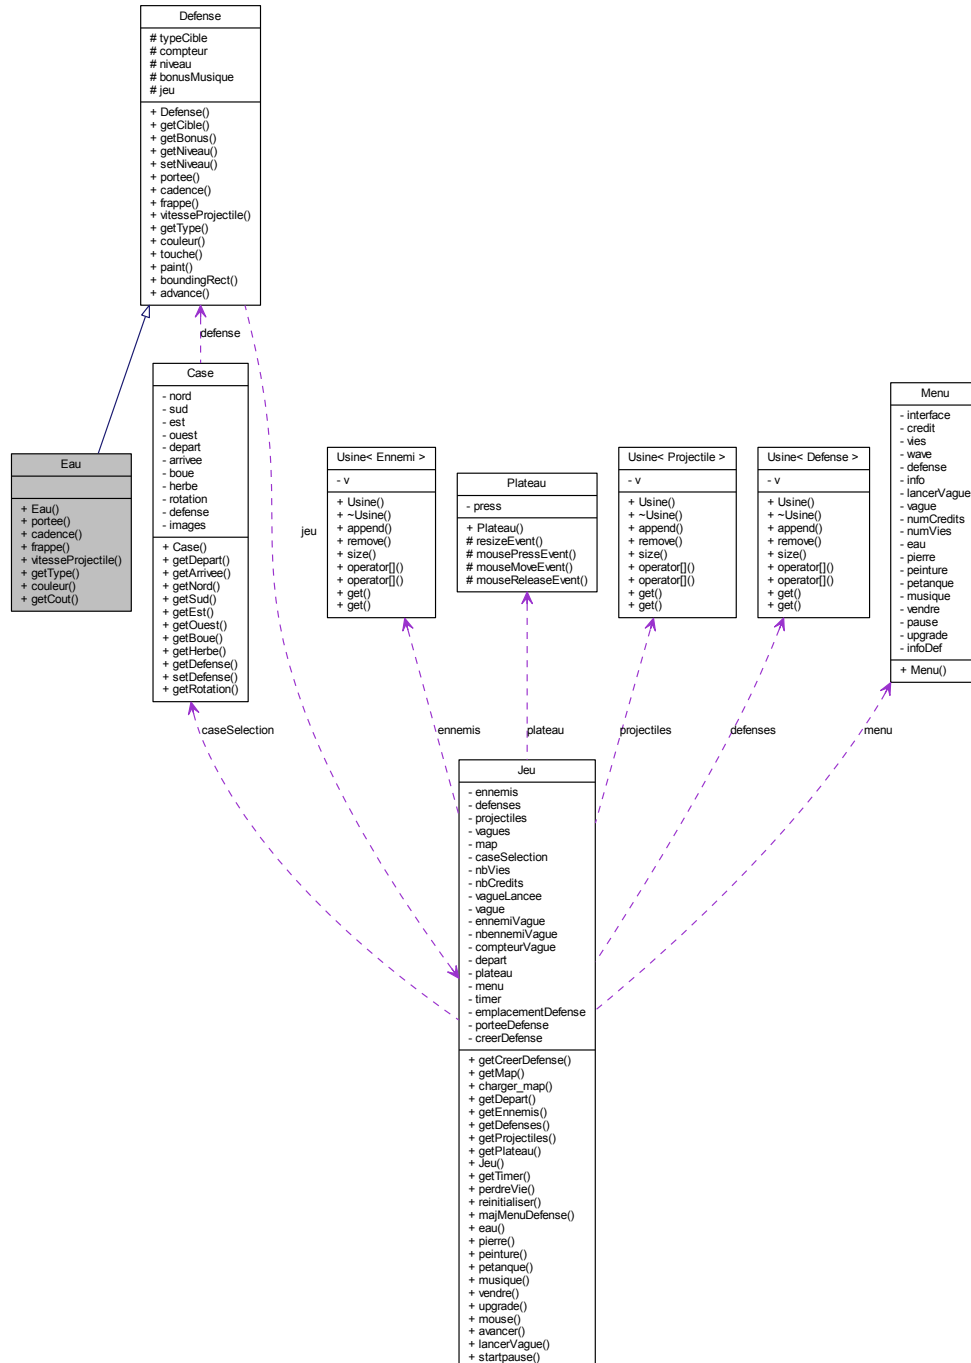 Defense
# typeCible
# compteur
# niveau
# bonusMusique
# jeu
+ Defense()
+ getCible()
+ getBonus()
+ getNiveau()
+ setNiveau()
+ portee()
+ cadence()
+ frappe()
+ vitesseProjectile()
+ getType()
+ couleur()
+ touche()
+ paint()
+ boundingRect()
+ advance()
defense
jeu
Eau
+ Eau()
+ portee()
+ cadence()
+ frappe()
+ vitesseProjectile()
+ getType()
+ couleur()
+ getCout()
Case
- nord
- sud
- est
- ouest
- depart
- arrivee
- boue
- herbe
- rotation
- defense
- images
+ Case()
+ getDepart()
+ getArrivee()
+ getNord()
+ getSud()
+ getEst()
+ getOuest()
+ getBoue()
+ getHerbe()
+ getDefense()
+ setDefense()
+ getRotation()
Usine< Ennemi >
- v
+ Usine()
+ ~Usine()
+ append()
+ remove()
+ size()
+ operator[]()
+ operator[]()
+ get()
+ get()
Plateau
- press
+ Plateau()
# resizeEvent()
# mousePressEvent()
# mouseMoveEvent()
# mouseReleaseEvent()
Usine< Projectile >
- v
+ Usine()
+ ~Usine()
+ append()
+ remove()
+ size()
+ operator[]()
+ operator[]()
+ get()
+ get()
Usine< Defense >
- v
+ Usine()
+ ~Usine()
+ append()
+ remove()
+ size()
+ operator[]()
+ operator[]()
+ get()
+ get()
Menu
- interface
- credit
- vies
- wave
- defense
- info
- lancerVague
- vague
- numCredits
- numVies
- eau
- pierre
- peinture
- petanque
- musique
- vendre
- pause
- upgrade
- infoDef
+ Menu()
caseSelection
ennemis
plateau
projectiles
defenses
menu
Jeu
- ennemis
- defenses
- projectiles
- vagues
- map
- caseSelection
- nbVies
- nbCredits
- vagueLancee
- vague
- ennemiVague
- nbennemiVague
- compteurVague
- depart
- plateau
- menu
- timer
- emplacementDefense
- porteeDefense
- creerDefense
+ getCreerDefense()
+ getMap()
+ charger_map()
+ getDepart()
+ getEnnemis()
+ getDefenses()
+ getProjectiles()
+ getPlateau()
+ Jeu()
+ getTimer()
+ perdreVie()
+ reinitialiser()
+ majMenuDefense()
+ eau()
+ pierre()
+ peinture()
+ petanque()
+ musique()
+ vendre()
+ upgrade()
+ mouse()
+ avancer()
+ lancerVague()
+ startpause()